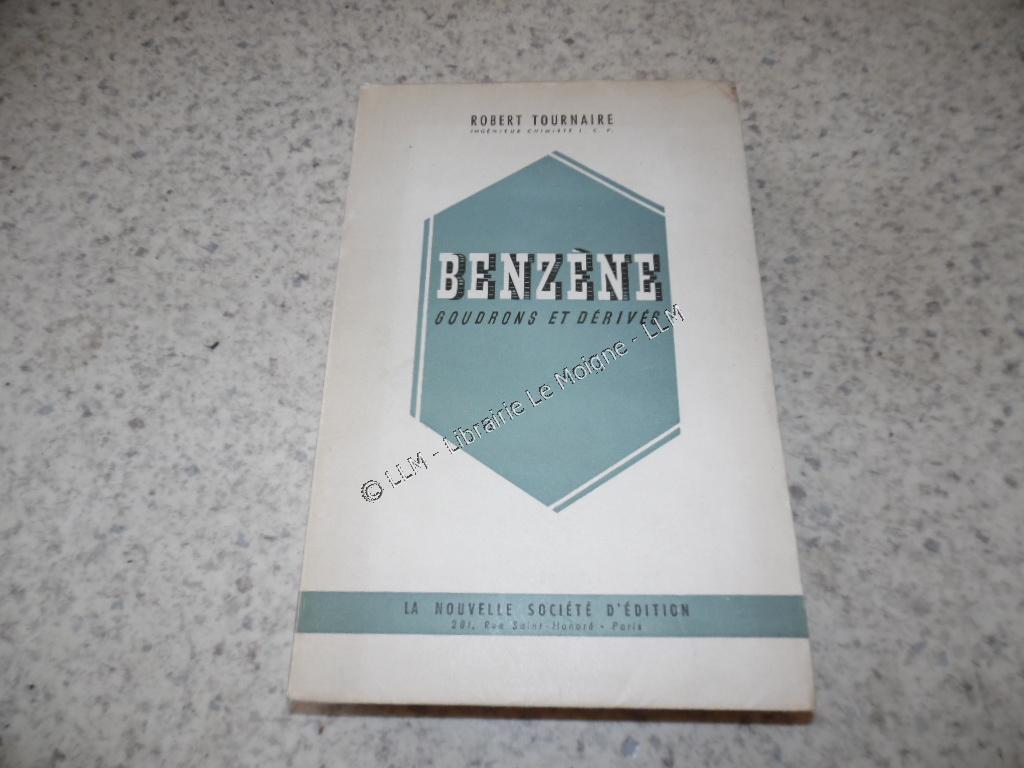 ROBERT TOURNAIRE
INGÉNIEUR CHIMISTE I. C. P.
BENZÈNE
GOUDRONS ET DÉRIVÉS
© LLM - Librairie Le Moigne - LLM
LA NOUVELLE SOCIÉTÉ D'ÉDITION
281, Rue Saint-Honoré - Paris